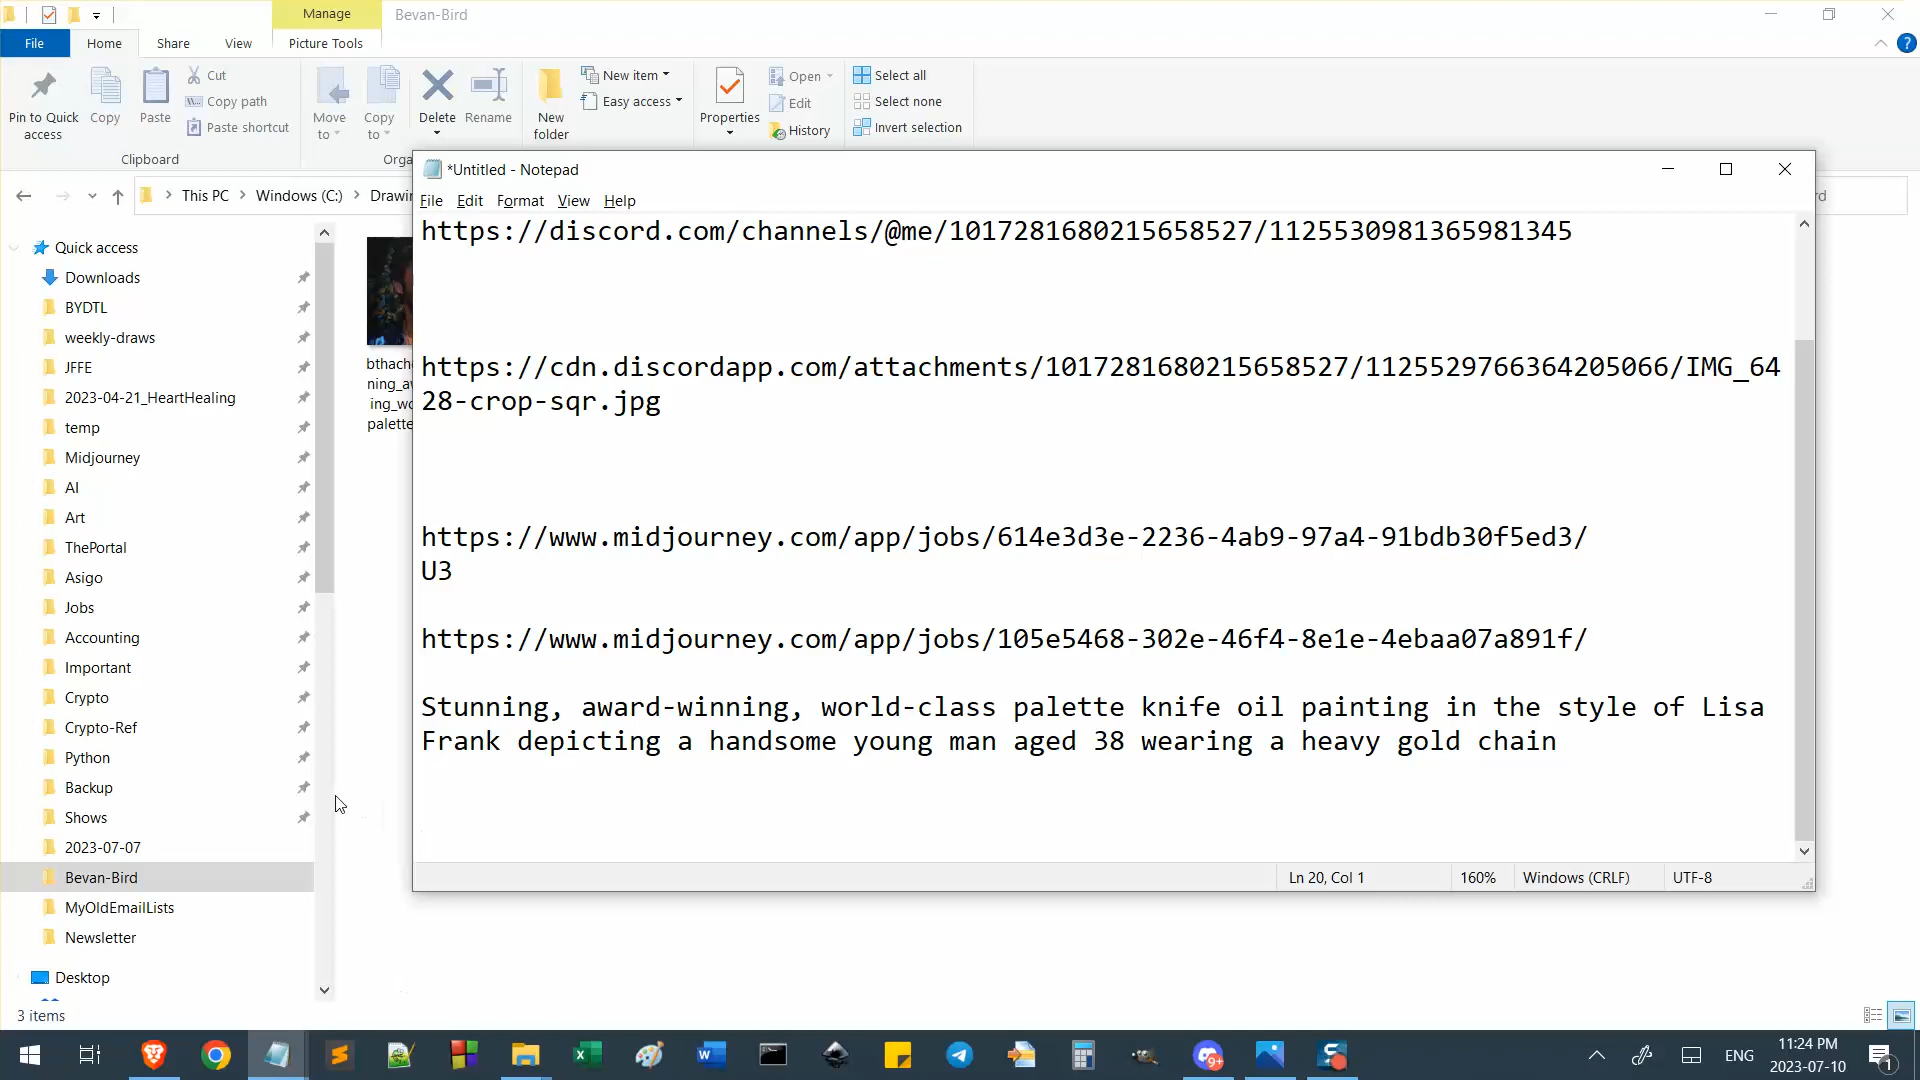 Manage
Bevan-Bird
File
Home
Share
View
Picture Tools
Pin to Quick access
Copy
Paste
Cut
Copy path
Paste shortcut
Clipboard
Move to
Copy to
Delete
Rename
Orga
New folder
New item
Easy access
Properties
Open
Edit
History
Select all
Select none
Invert selection
This PC
Windows (C:)
Drawin
rd
Quick access
Downloads
BYDTL
weekly-draws
JFFE
2023-04-21_HeartHealing
temp
Midjourney
AI
Art
ThePortal
Asigo
Jobs
Accounting
Important
Crypto
Crypto-Ref
Python
Backup
Shows
2023-07-07
Bevan-Bird
MyOldEmailLists
Newsletter
Desktop
3 items
bthach
ning_aw
ing_wo
palette
*Untitled - Notepad
File
Edit
Format
View
Help
https://discord.com/channels/@me/1017281680215658527/1125530981365981345
https://cdn.discordapp.com/attachments/1017281680215658527/1125529766364205066/IMG_64
28-crop-sqr.jpg
https://www.midjourney.com/app/jobs/614e3d3e-2236-4ab9-97a4-91bdb30f5ed3/
U3
https://www.midjourney.com/app/jobs/105e5468-302e-46f4-8e1e-4ebaa07a891f/
Stunning, award-winning, world-class palette knife oil painting in the style of Lisa
Frank depicting a handsome young man aged 38 wearing a heavy gold chain
Ln 20, Col 1
160%
Windows (CRLF)
UTF-8
9+
ENG
11:24 PM
2023-07-10
1